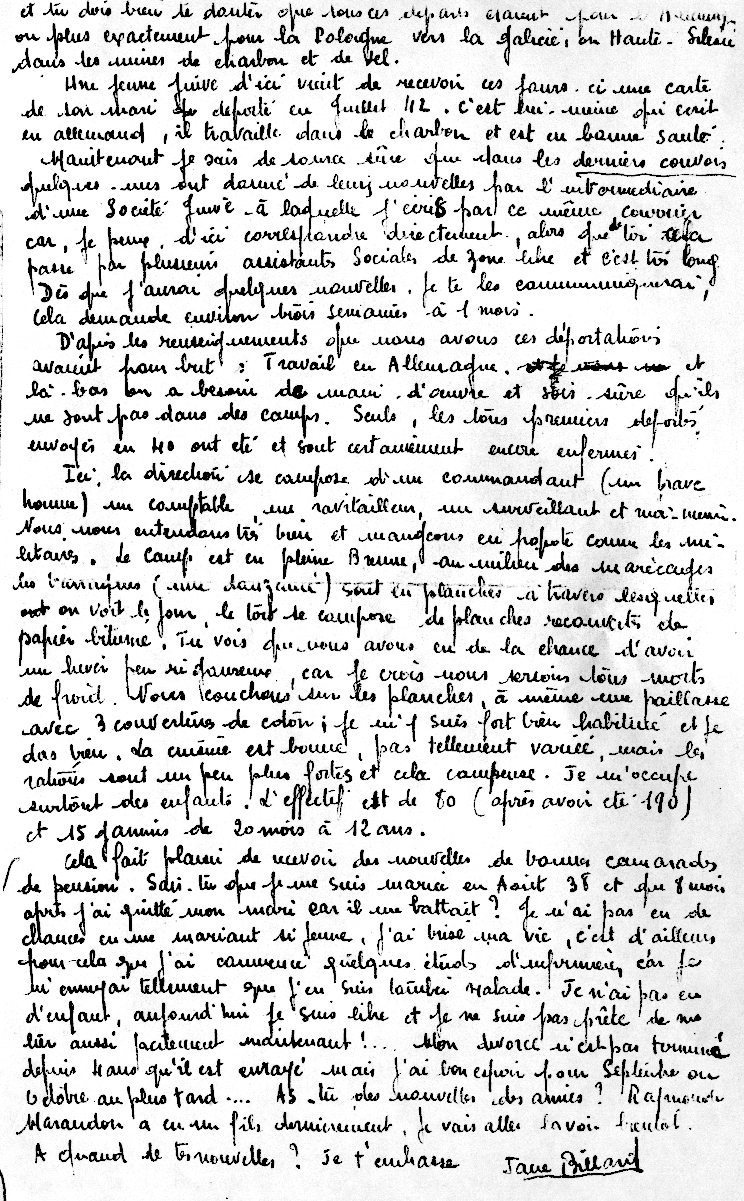 et tu dois bien te douter que tous ces départs étaient pour
ou plus exactement pour la Pologne vers la galicie, en Haute-Silésie
dans les mines de charbon et de sel.
Une jeune juive d'ici vient de recevoir ces jours-ci une carte
de son mari déporté en Juillet 42. C'est lui-même qui écrit
en allemand, il travaille dans le charbon et est en bonne santé.
Maintenant je sais de source sûre que dans les derniers convois
quelques-uns ont donné de leurs nouvelles par l'intermédiaire
d'une Société Juive à laquelle j'écris par ce même courrier
car, je peux, d'ici correspondre directement, alors que de toi cela
passe par plusieurs assistantes Sociales de zone libre et c'est très long
Dès que j'aurai quelques nouvelles, je te les communiquerai,
cela demande environ trois semaines à 1 mois.
D'après les renseignements que nous avons ces déportations
avaient pour but : Travail en Allemagne. et
là-bas on a besoin de main-d'œuvre et sois sûre qu'ils
ne sont pas dans des camps. Seuls, les tous premiers déportés
envoyés en 40 ont été et sont certainement encore enfermés.
Ici, la direction se compose d'un commandant (un brave
homme) un comptable, un ravitailleur, un surveillant et moi-même.
Nous nous entendons très bien et mangeons en popote comme les mi-
litaires. Le Camp est en pleine Brenne, au milieu des marécages
les barraques (une douzaine) sont en planches à travers lesquelles
on voit le jour, le toit se compose de planches recouvertes de
papier bitume. Tu vois que nous avons eu de la chance d'avoir
un hiver peu rigoureux, car je crois nous serions tous morts
de froid. Nous couchons sur les planches, à même une paillasse
avec 3 couvertures de coton ; je m'y suis fort bien habituée et je
dors bien. La cuisine est bonne, pas tellement variée, mais les
rations sont un peu plus fortes et cela compense. Je m'occupe
surtout des enfants. L'effectif est de 80 (après avoir été 190)
et 15 gamins de 20 mois à 12 ans.
Cela fait plaisir de recevoir des nouvelles de bonnes camarades
de pension. Sais-tu que je me suis mariée en Août 38 et que 8 mois
après j'ai quitté mon mari car il me battait ? Je n'ai pas eu de
chance en me mariant si jeune, j'ai brisé ma vie, c'est d'ailleurs
pour cela que j'ai commencé quelques études d'infirmière, car je
m'ennuyai tellement que j'en suis tombée malade. Je n'ai pas eu
d'enfant, aujourd'hui je suis libre et je ne suis pas prête de me
lier aussi facilement maintenant !... Mon divorce n'est pas terminé
depuis 4 ans qu'il est enrayé mais j'ai bon espoir pour Septembre ou
Octobre au plus tard.... As-tu des nouvelles des amies ? Raymonde
Marandon a eu un fils dernièrement, je vais aller la voir bientôt.
A quand de tes nouvelles ? Je t'embrasse Jane Billard